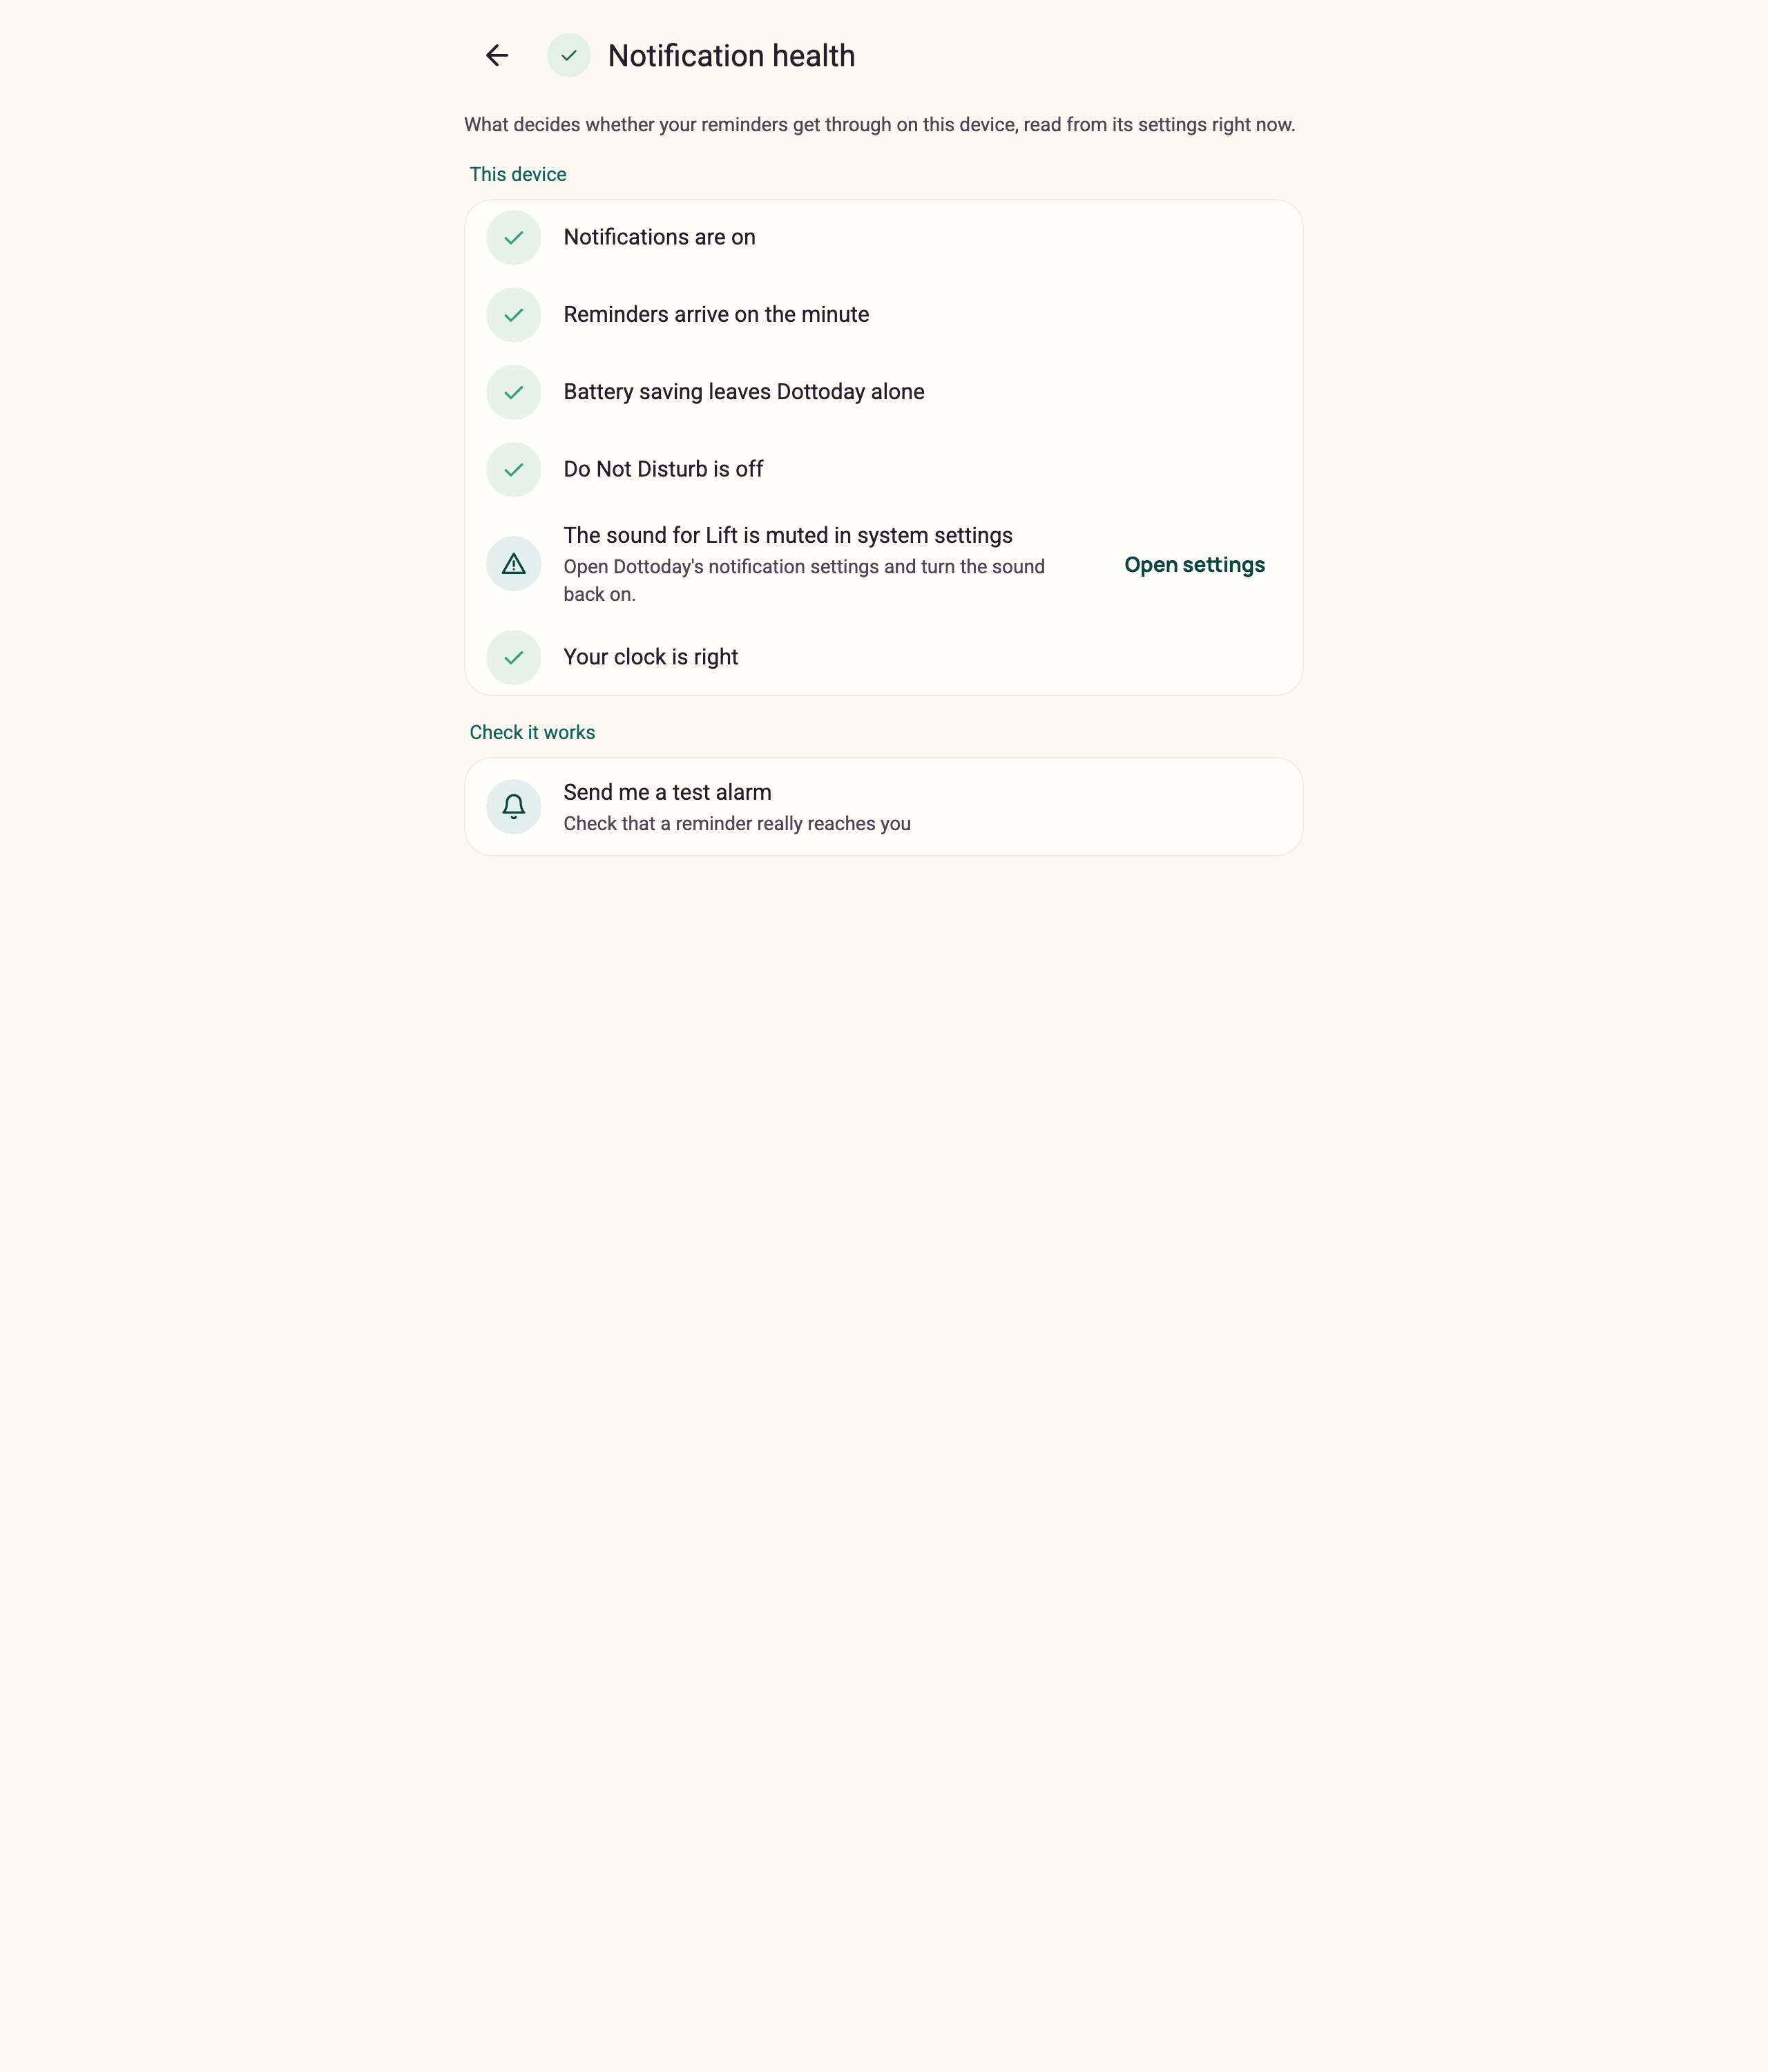 Notification health
What decides whether your reminders get through on this device, read from its settings right now.
This device
Notifications are on
Reminders arrive on the minute
Battery saving leaves Dottoday alone
Do Not Disturb is off
The sound for Lift is muted in system settings
Open Dottoday's notification settings and turn the sound
back on.
Open settings
Your clock is right
Check it works
Send me a test alarm
Check that a reminder really reaches you